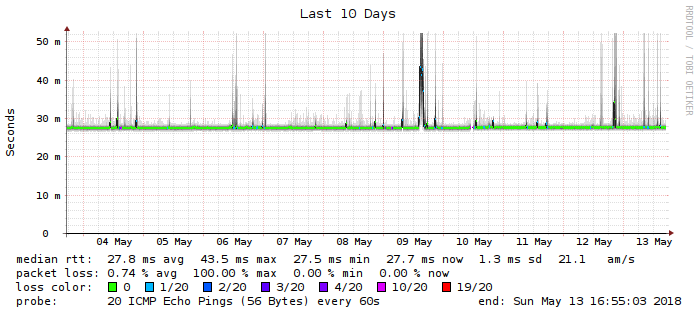 Last 10 Days
RRDTOOL / TOBI OETIKER
Seconds
50 m
40 m
30 m
20 m
10 m
0
04 May 05 May 06 May 07 May 08 May 09 May 10 May 11 May 12 May 13 May
median rtt: 27.8 ms avg 43.5 ms max 27.5 ms min 27.7 ms now 1.3 ms sd 21.1 am/s
packet loss: 0.74 % avg 100.00 % max 0.00 % min 0.00 % now
loss color: 0 1/20 2/20 3/20 4/20 10/20 19/20
probe: 20 ICMP Echo Pings (56 Bytes) every 60s end: Sun May 13 16:55:03 2018